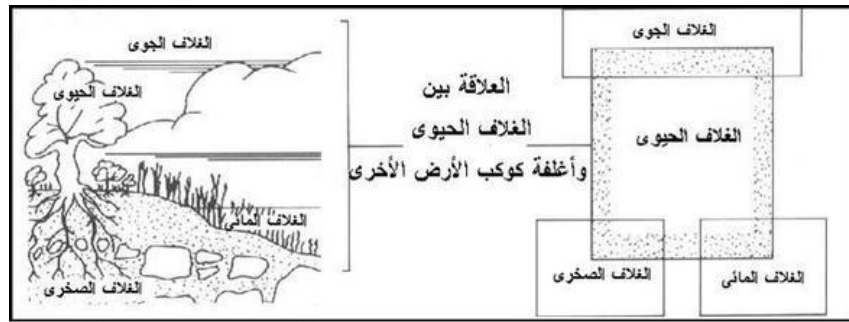 الغلاف الجوى
الغلاف الجوى
الغلاف الحيوى
العلاقة بين
الغلاف الحيوى
وأغلفة كوكب الأرض الأخرى
الغلاف الحيوى
الغلاف المائى
الغلاف الصخرى
الغلاف المائى
الغلاف الصخرى